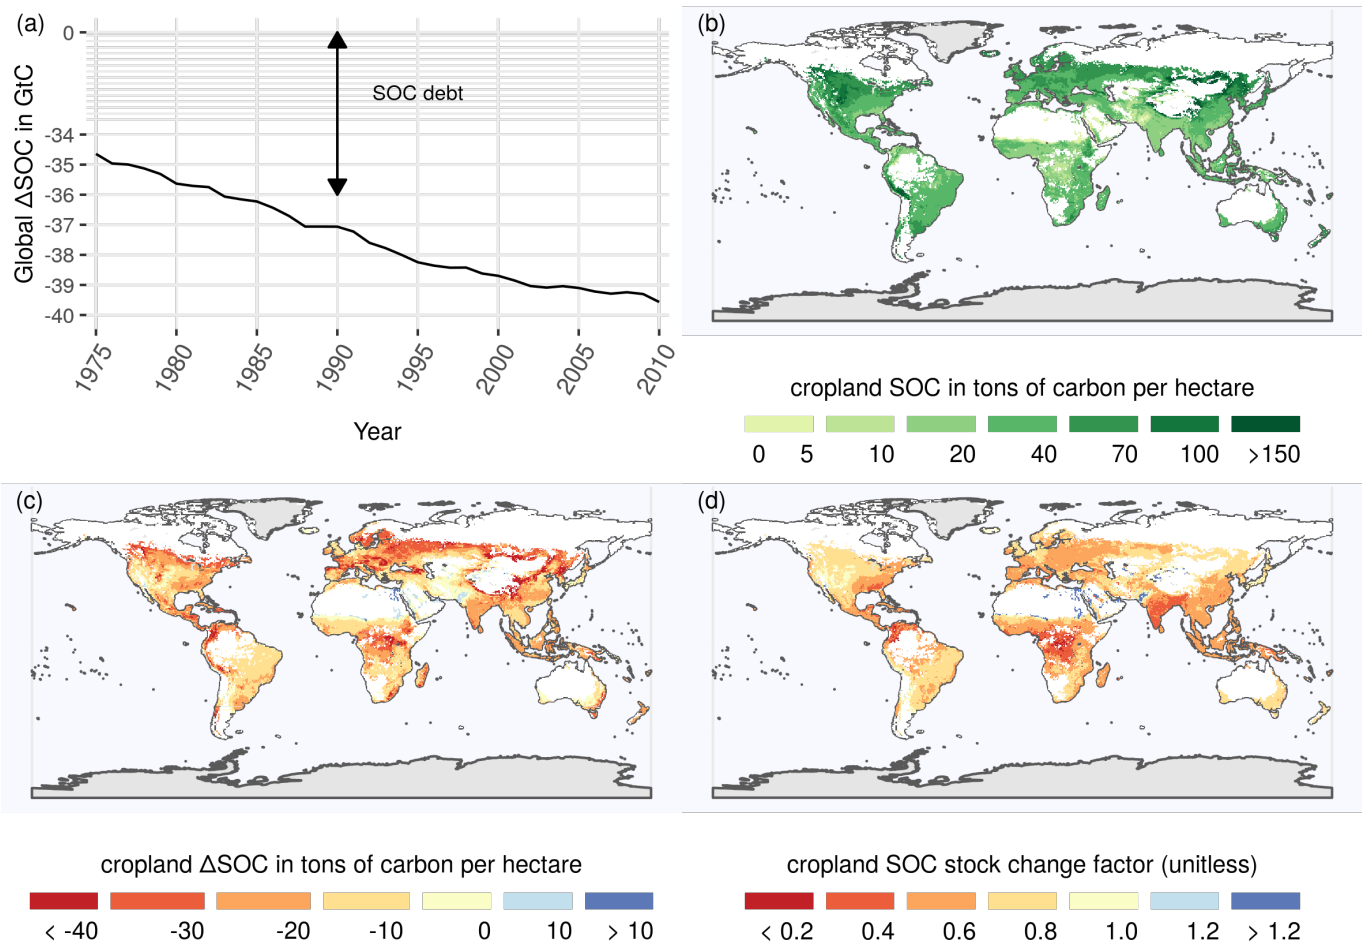 (a)
0
SOC debt
-34
-35
-36
-37
-38
-39
-40
Global ΔSOC in GtC
1975
1980
1985
1990
1995
2000
2005
2010
Year
(b)
cropland SOC in tons of carbon per hectare
0 5 10 20 40 70 100 >150
(c)
cropland ΔSOC in tons of carbon per hectare
< -40 -30 -20 -10 0 10 > 10
(d)
cropland SOC stock change factor (unitless)
< 0.2 0.4 0.6 0.8 1.0 1.2 > 1.2